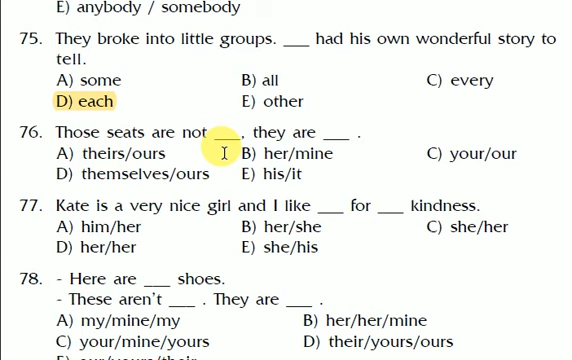 E) anybody / somebody
75. They broke into little groups. ___ had his own wonderful story to
tell.
A) some B) all C) every
D) each E) other
76. Those seats are not ___, they are ___ .
A) theirs/ours B) her/mine C) your/our
D) themselves/ours E) his/it
77. Kate is a very nice girl and I like ___ for ___ kindness.
A) him/her B) her/she C) she/her
D) her/her E) she/his
78. - Here are ___ shoes.
- These aren't ___ . They are ___ .
A) my/mine/my B) her/her/mine
C) your/mine/yours D) their/yours/ours
E) our/yours/their